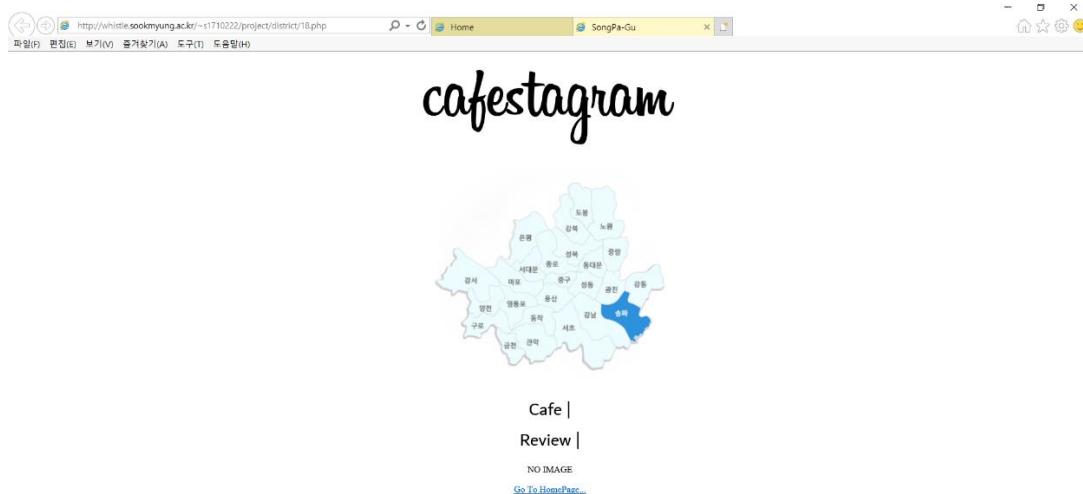 http://whistle.sookmyung.ac.kr/~s1710222/project/district/18.php
Home
SongPa-Gu
파일(F) 편집(E) 보기(V) 즐겨찾기(A) 도구(T) 도움말(H)
cafestagram
도봉
강북 노원
은평
성북 중랑
서대문 종로 동대문
강서 마포 중구 성동 광진 강동
양천 영등포 용산
구로 동작 서초 강남 송파
금천 관악
Cafe |
Review |
NO IMAGE
Go To HomePage...